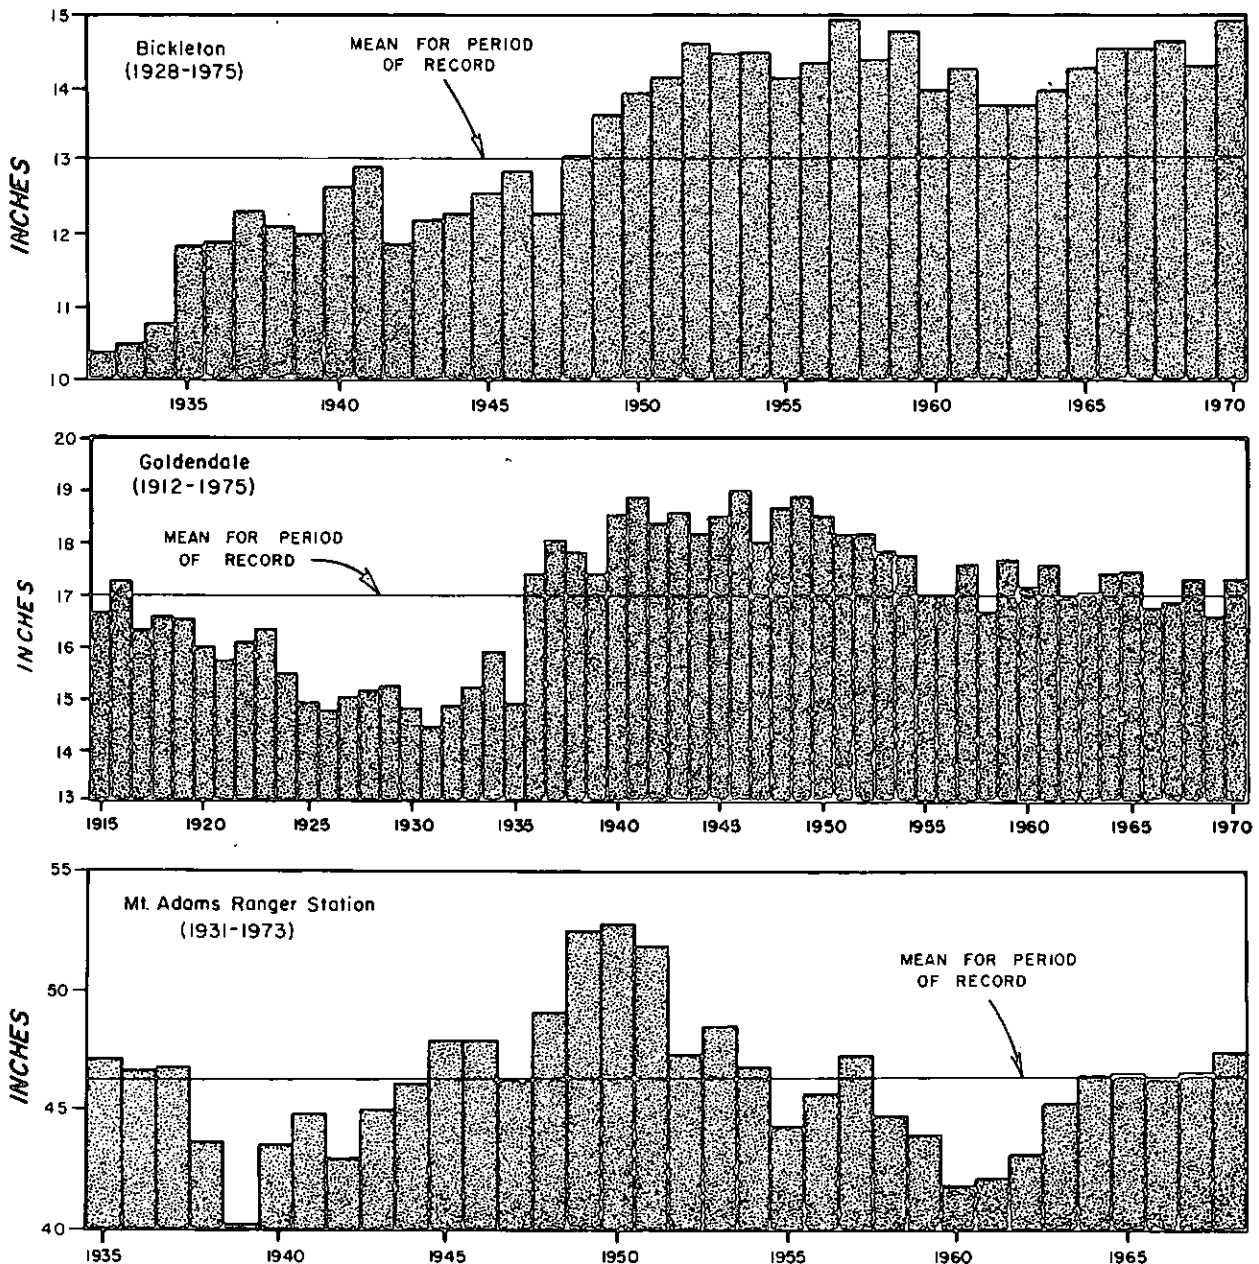 15
Bickleton
(1928-1975)
MEAN FOR PERIOD
OF RECORD
14
13
12
11
10
INCHES
1935 1940 1945 1950 1955 1960 1965 1970
20
Goldendale
(1912-1975)
19
MEAN FOR PERIOD
OF RECORD
18
17
16
15
14
13
INCHES
1915 1920 1925 1930 1935 1940 1945 1950 1955 1960 1965 1970
55
Mt. Adams Ranger Station
(1931-1973)
MEAN FOR PERIOD
OF RECORD
50
45
40
INCHES
1935 1940 1945 1950 1955 1960 1965